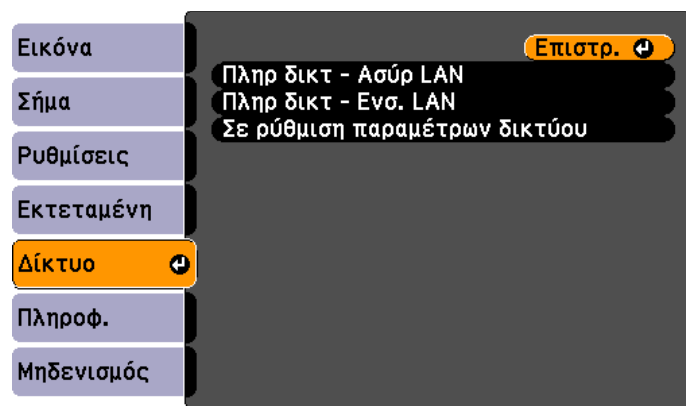 Εικόνα
Σήμα
Ρυθμίσεις
Εκτεταμένη
Δίκτυο
Πληροφ.
Μηδενισμός
Επιστρ.
Πληρ δικτ - Ασύρ LAN
Πληρ δικτ - Ενσ. LAN
Σε ρύθμιση παραμέτρων δικτύου